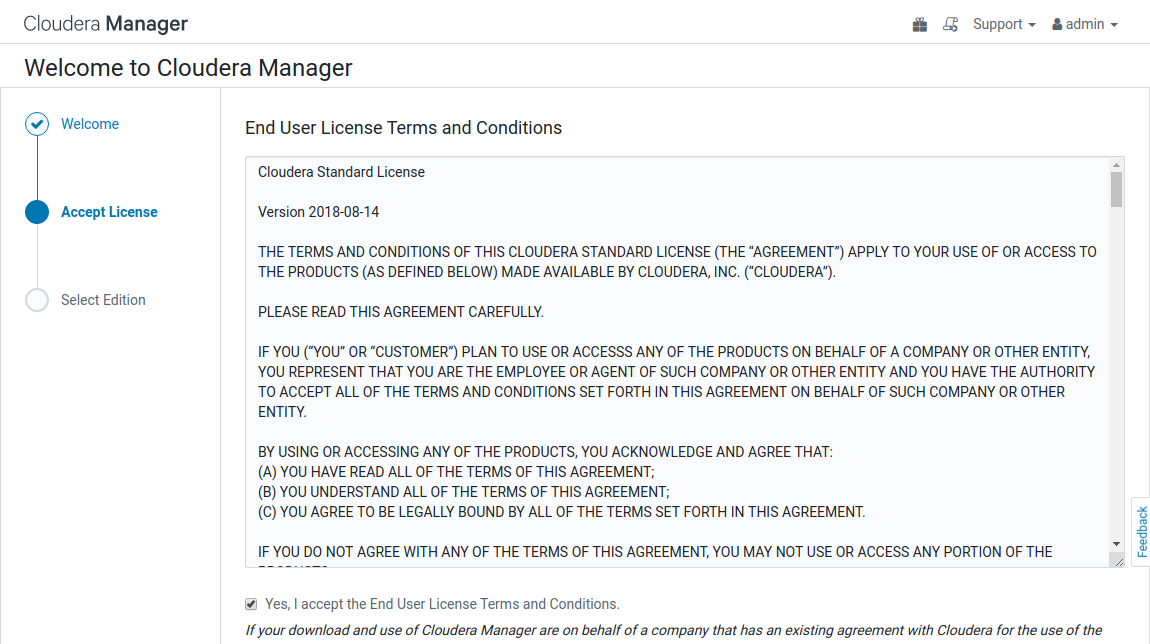 Cloudera Manager
Support
admin
Welcome to Cloudera Manager
Welcome
Accept License
Select Edition
End User License Terms and Conditions
Cloudera Standard License
Version 2018-08-14
THE TERMS AND CONDITIONS OF THIS CLOUDERA STANDARD LICENSE (THE “AGREEMENT”) APPLY TO YOUR USE OF OR ACCESS TO
THE PRODUCTS (AS DEFINED BELOW) MADE AVAILABLE BY CLOUDERA, INC. (“CLOUDERA”).
PLEASE READ THIS AGREEMENT CAREFULLY.
IF YOU (“YOU” OR “CUSTOMER”) PLAN TO USE OR ACCESSS ANY OF THE PRODUCTS ON BEHALF OF A COMPANY OR OTHER ENTITY,
YOU REPRESENT THAT YOU ARE THE EMPLOYEE OR AGENT OF SUCH COMPANY OR OTHER ENTITY AND YOU HAVE THE AUTHORITY
TO ACCEPT ALL OF THE TERMS AND CONDITIONS SET FORTH IN THIS AGREEMENT ON BEHALF OF SUCH COMPANY OR OTHER
ENTITY.
BY USING OR ACCESSING ANY OF THE PRODUCTS, YOU ACKNOWLEDGE AND AGREE THAT:
(A) YOU HAVE READ ALL OF THE TERMS OF THIS AGREEMENT;
(B) YOU UNDERSTAND ALL OF THE TERMS OF THIS AGREEMENT;
(C) YOU AGREE TO BE LEGALLY BOUND BY ALL OF THE TERMS SET FORTH IN THIS AGREEMENT.
IF YOU DO NOT AGREE WITH ANY OF THE TERMS OF THIS AGREEMENT, YOU MAY NOT USE OR ACCESS ANY PORTION OF THE
Feedback
Yes, I accept the End User License Terms and Conditions.
If your download and use of Cloudera Manager are on behalf of a company that has an existing agreement with Cloudera for the use of the